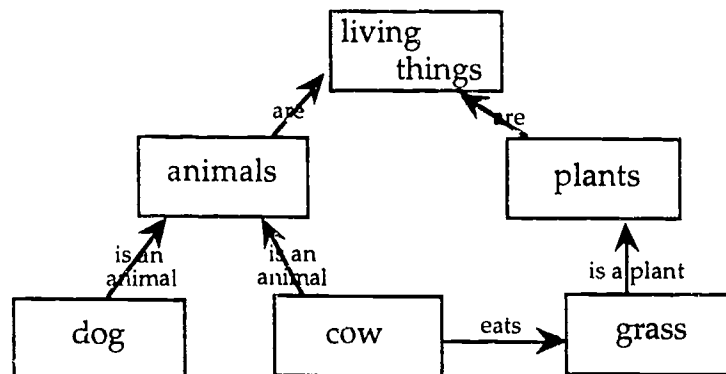 living
things
are
are
animals
plants
is an
animal
is an
animal
is a plant
dog
cow
eats
grass